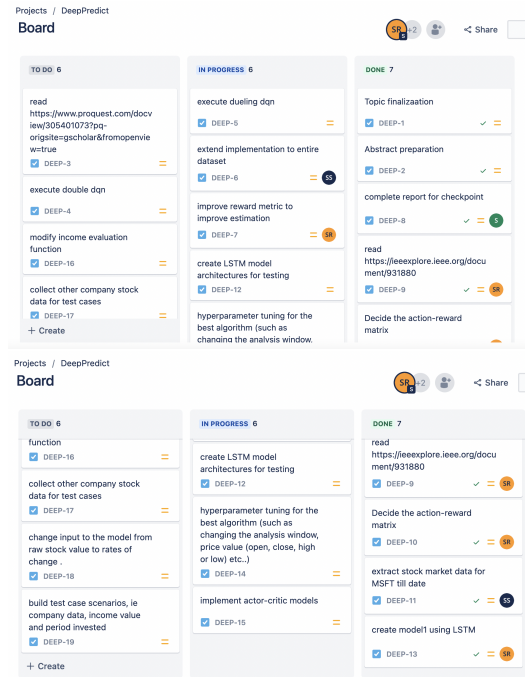 Projects / DeepPredict
Board
SR
S
+2
Share
TO DO 6
read
https://www.proquest.com/docv
iew/305401073?pq-
origsite=gscholar&fromopenvie
w=true
DEEP-3
execute double dqn
DEEP-4
modify income evaluation
function
DEEP-16
collect other company stock
data for test cases
DEEP-17
+ Create
IN PROGRESS 6
execute dueling dqn
DEEP-5
extend implementation to entire
dataset
DEEP-6
SS
improve reward metric to
improve estimation
DEEP-7
SR
create LSTM model
architectures for testing
DEEP-12
hyperparameter tuning for the
best algorithm (such as
changing the analysis window,
DONE 7
Topic finalizaation
DEEP-1
Abstract preparation
DEEP-2
complete report for checkpoint
DEEP-8
S
read
https://ieeexplore.ieee.org/docu
ment/931880
DEEP-9
SR
Decide the action-reward
matrix
Projects / DeepPredict
Board
SR
S
+2
Share
TO DO 6
function
DEEP-16
collect other company stock
data for test cases
DEEP-17
change input to the model from
raw stock value to rates of
change .
DEEP-18
build test case scenarios, ie
company data, income value
and period invested
DEEP-19
+ Create
IN PROGRESS 6
create LSTM model
architectures for testing
DEEP-12
hyperparameter tuning for the
best algorithm (such as
changing the analysis window,
price value (open, close, high
or low) etc..)
DEEP-14
implement actor-critic models
DEEP-15
DONE 7
read
https://ieeexplore.ieee.org/docu
ment/931880
DEEP-9
SR
Decide the action-reward
matrix
DEEP-10
SR
extract stock market data for
MSFT till date
DEEP-11
SS
create model1 using LSTM
DEEP-13
SR